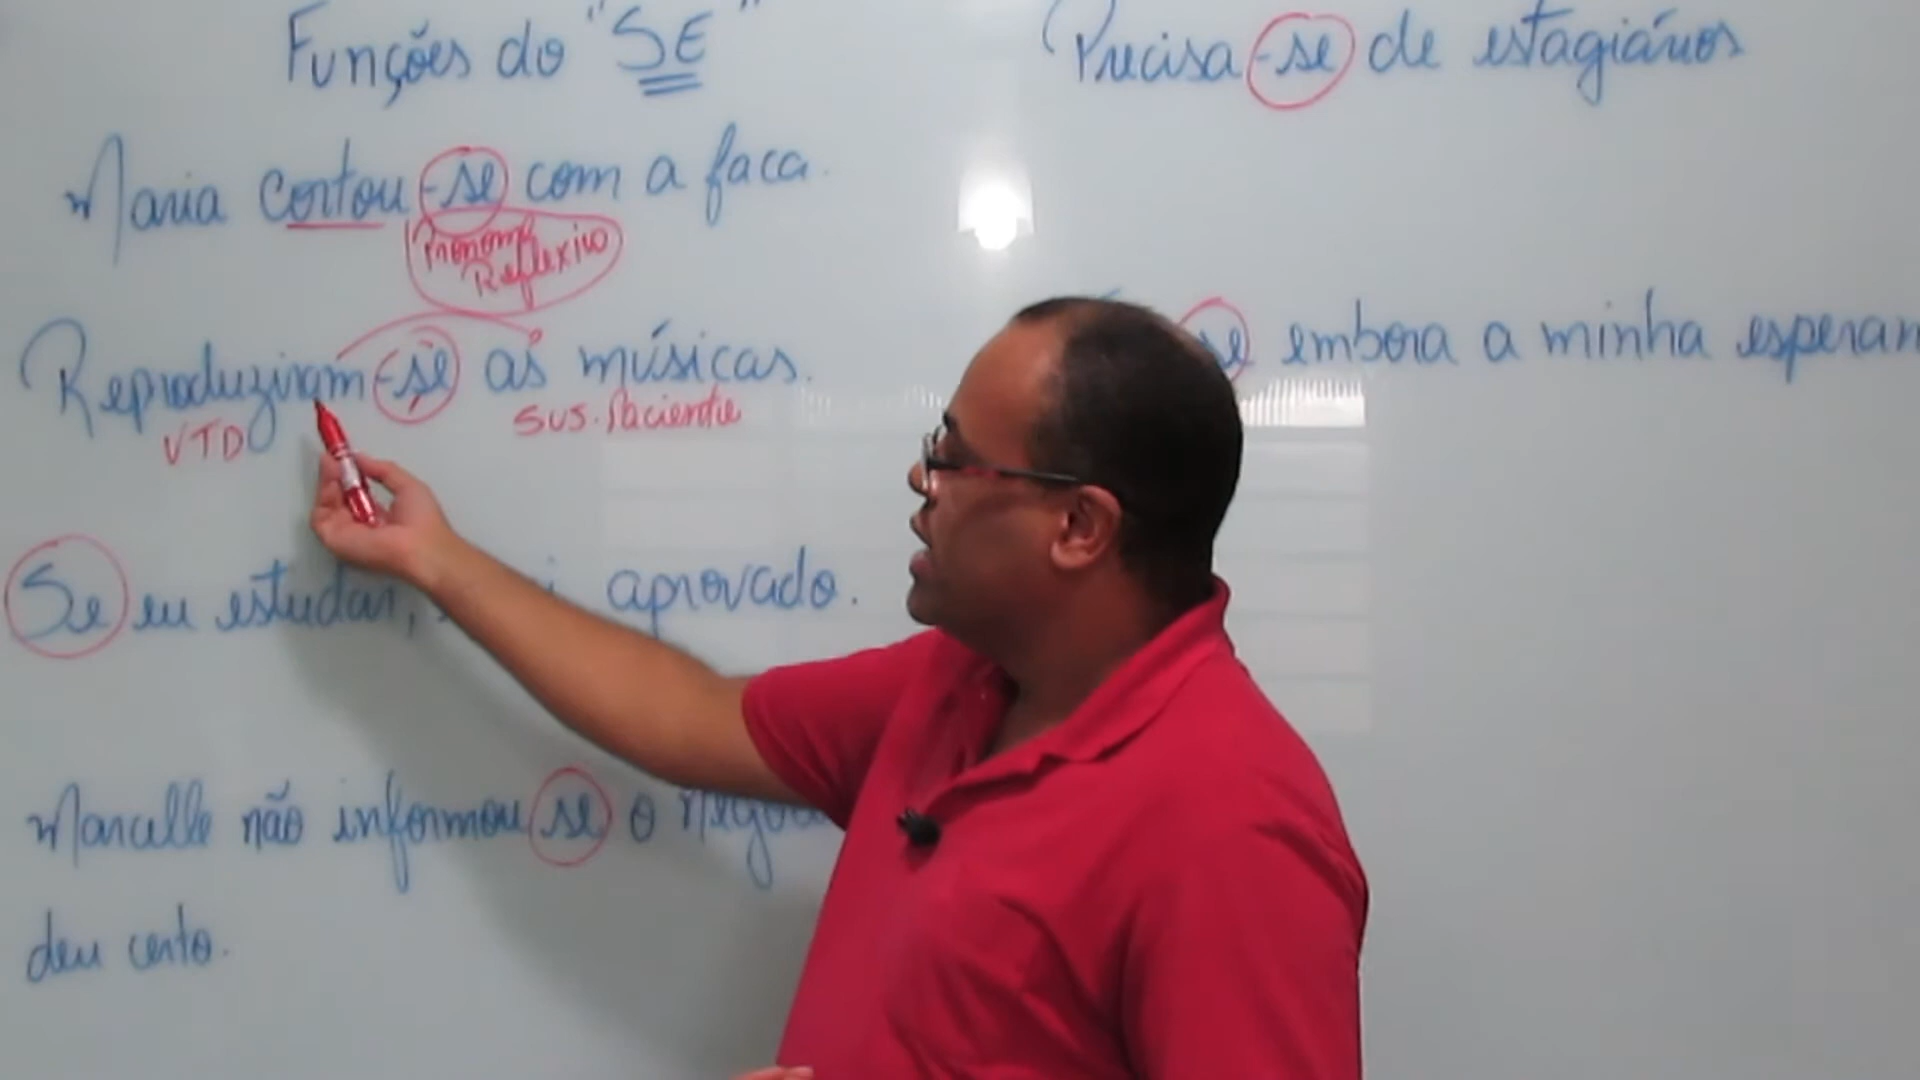 Funções do "SE"
Maria cortou-se com a faca.
Pronome
Reflexivo
Reproduziram-se as músicas.
VTD
sus. Paciente
Se eu estudar, aprovado.
Marcelle não informou se o
deu certo.
Precisa-se de estagiários
se embora a minha esperan